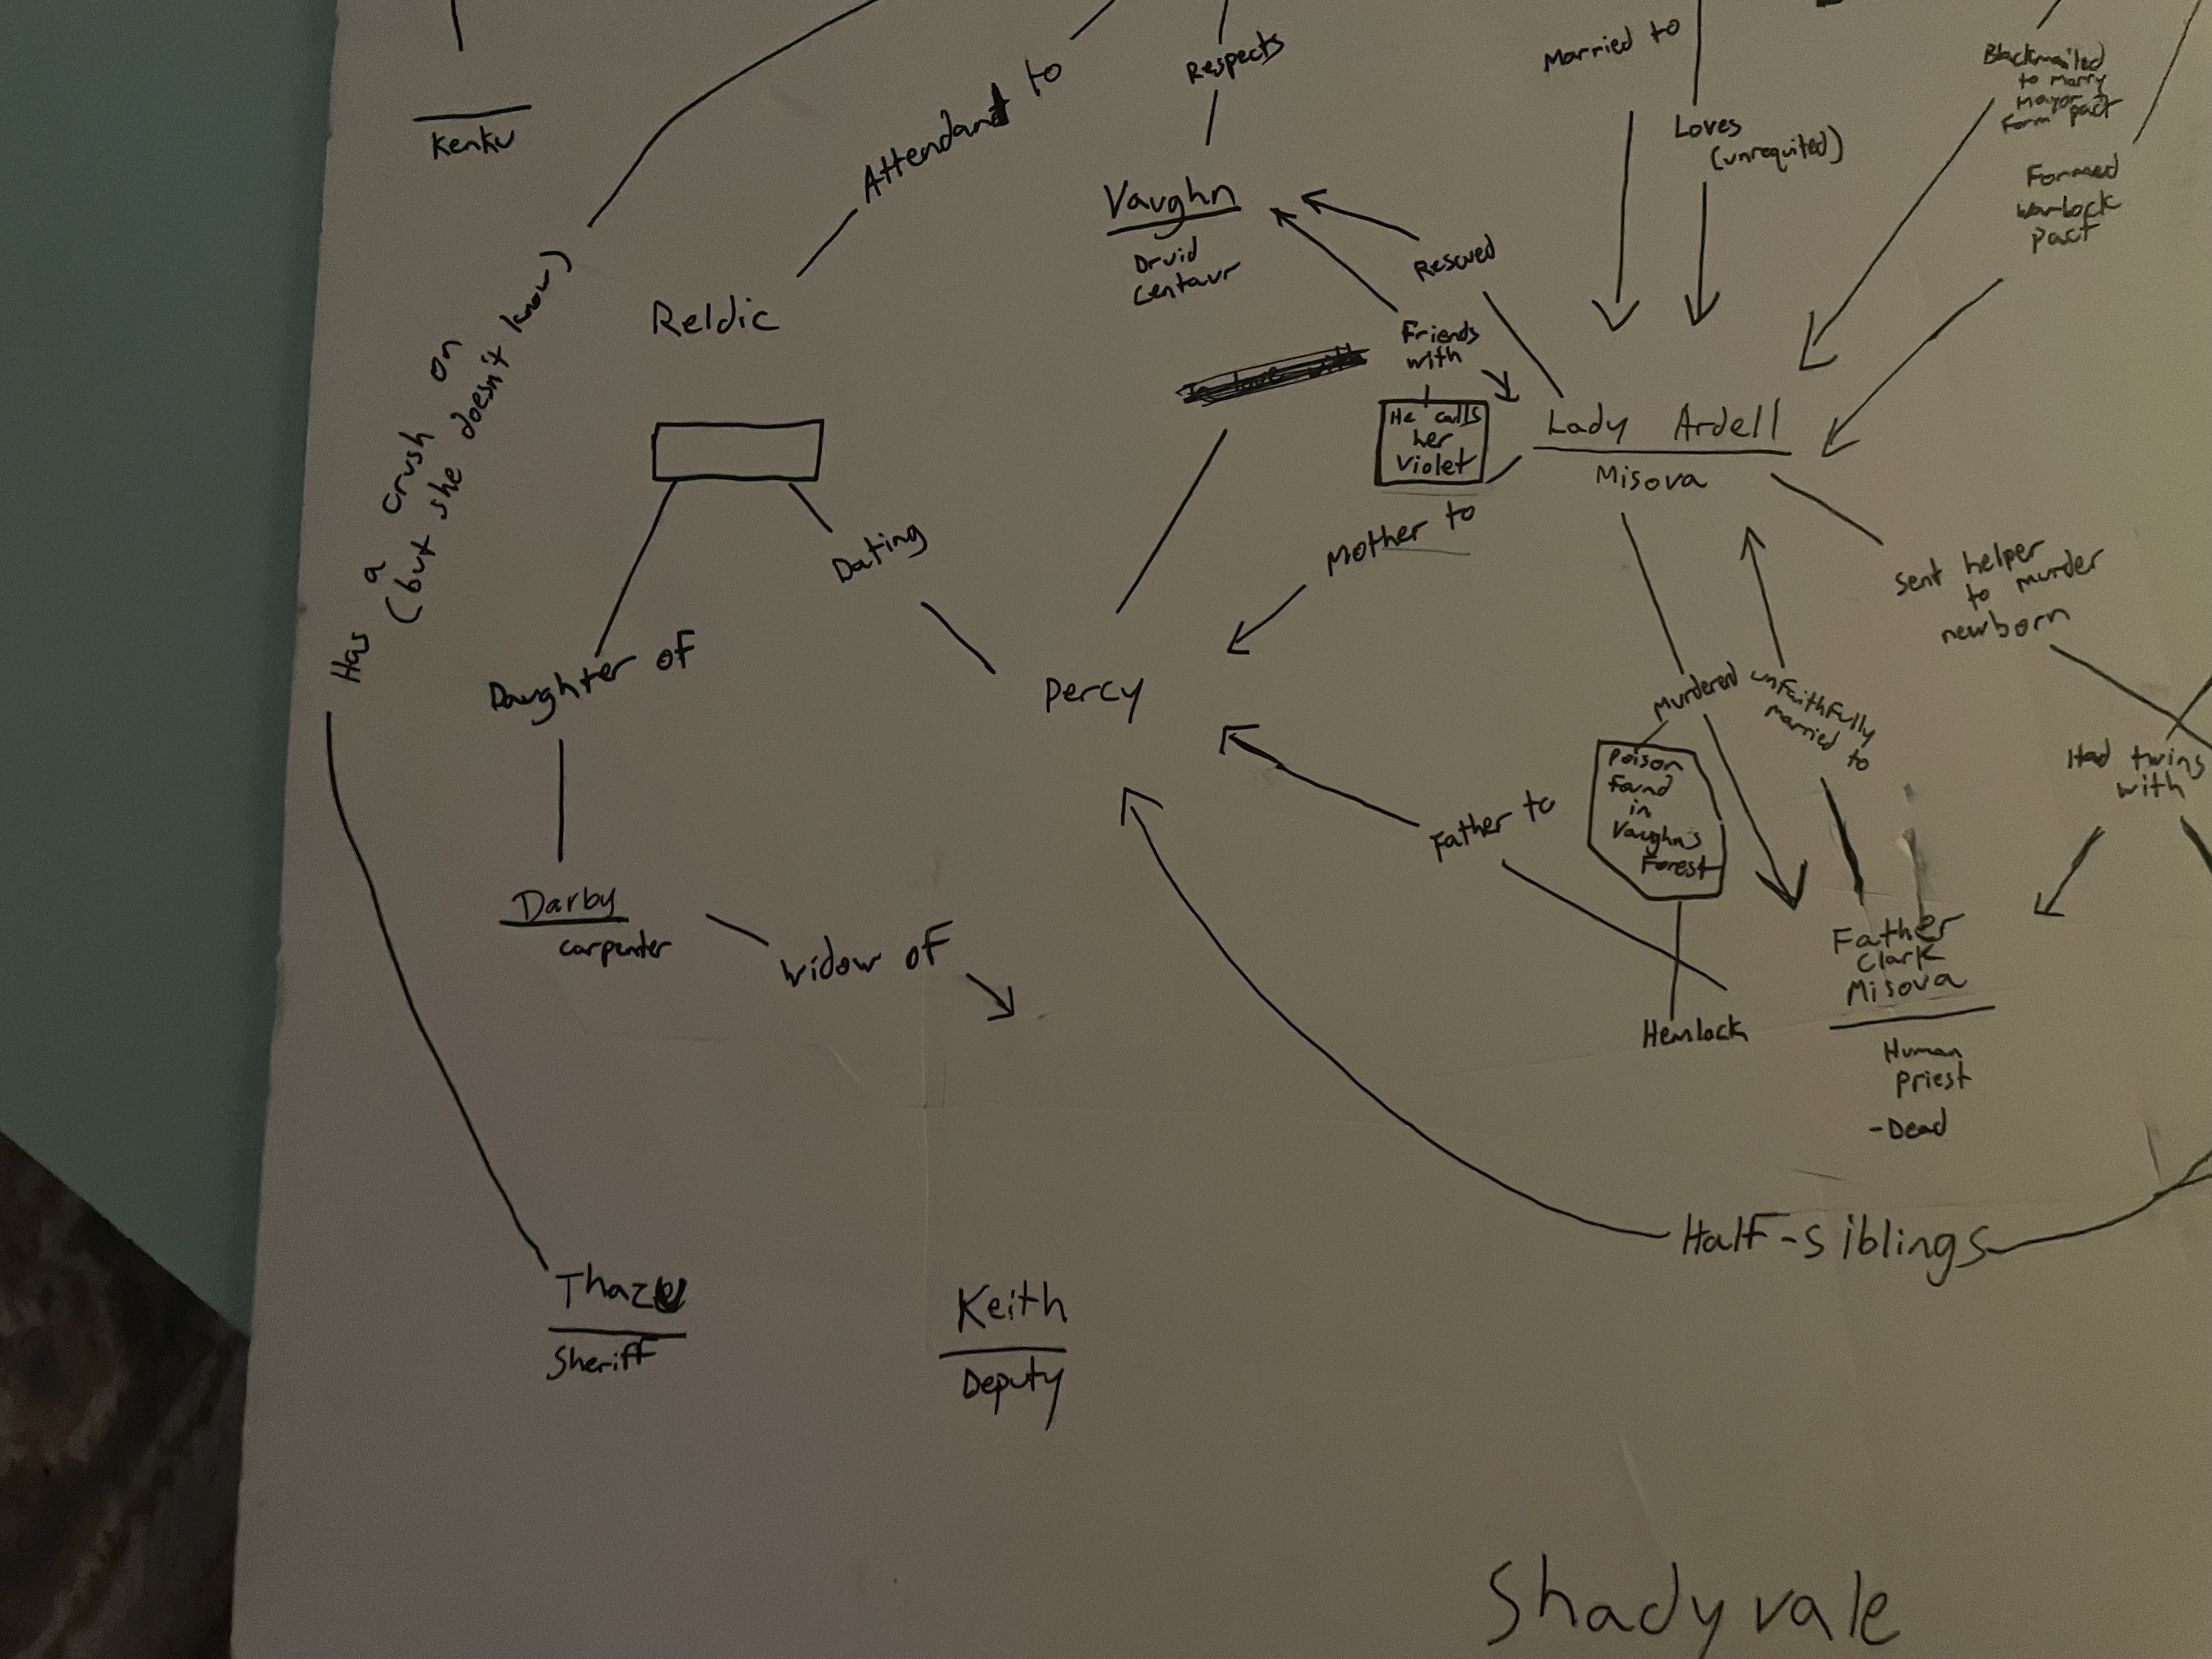 Kenku
Has a crush on
(but she doesn't know)
Reldic
Attendant to
Respects
Vaughn
Druid
Centaur
Married to
Loves
(unrequited)
Rescued
Friends
with
He calls
her
Violet
Lady Ardell
Misova
Blackmailed
to marry
Mayor
Form pact
Formed
Warlock
Pact
Daughter of
Dating
Percy
Mother to
Sent helper
to murder
newborn
Darby
carpenter
Widow of
Father to
Poison
found
in
Vaughn's
Forest
Hemlock
Murdered
unfaithfully
married to
Had twins
with
Father
Clark
Misova
Human
Priest
-Dead
Sheriff
Keith
Deputy
Half-siblings
Shady vale